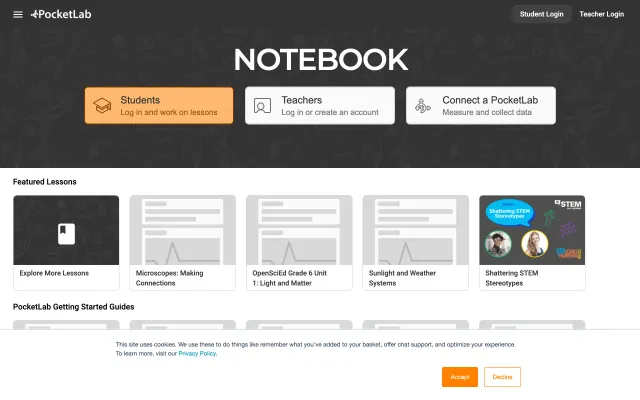 PocketLab
Student Login
Teacher Login
NOTEBOOK
Students
Log in and work on lessons
Teachers
Log in or create an account
Connect a PocketLab
Measure and collect data
Featured Lessons
Explore More Lessons
Microscopes: Making
Connections
OpenSciEd Grade 6 Unit
1: Light and Matter
Sunlight and Weather
Systems
Shattering STEM
Stereotypes
STEM
Shattering STEM
Stereotypes
PocketLab Getting Started Guides
This site uses cookies. We use these to do things like remember what you've added to your basket, offer chat support, and optimize your experience.
To learn more, visit our Privacy Policy.
Accept
Decline